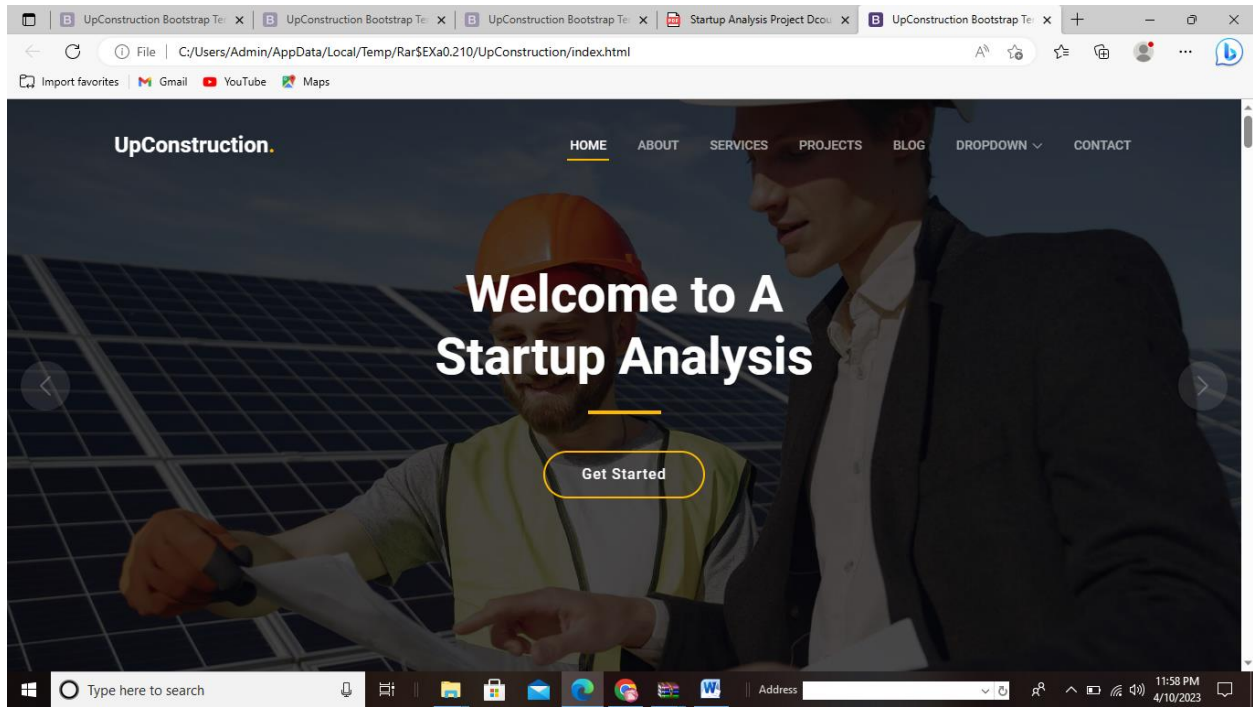 UpConstruction Bootstrap Te
UpConstruction Bootstrap Te
UpConstruction Bootstrap Te
Startup Analysis Project Dcou
UpConstruction Bootstrap Te
File
C:/Users/Admin/AppData/Local/Temp/Rar$EXa0.210/UpConstruction/index.html
Import favorites
Gmail
YouTube
Maps
UpConstruction.
HOME
ABOUT
SERVICES
PROJECTS
BLOG
DROPDOWN
CONTACT
Welcome to A
Startup Analysis
Get Started
Type here to search
Address
11:58 PM
4/10/2023